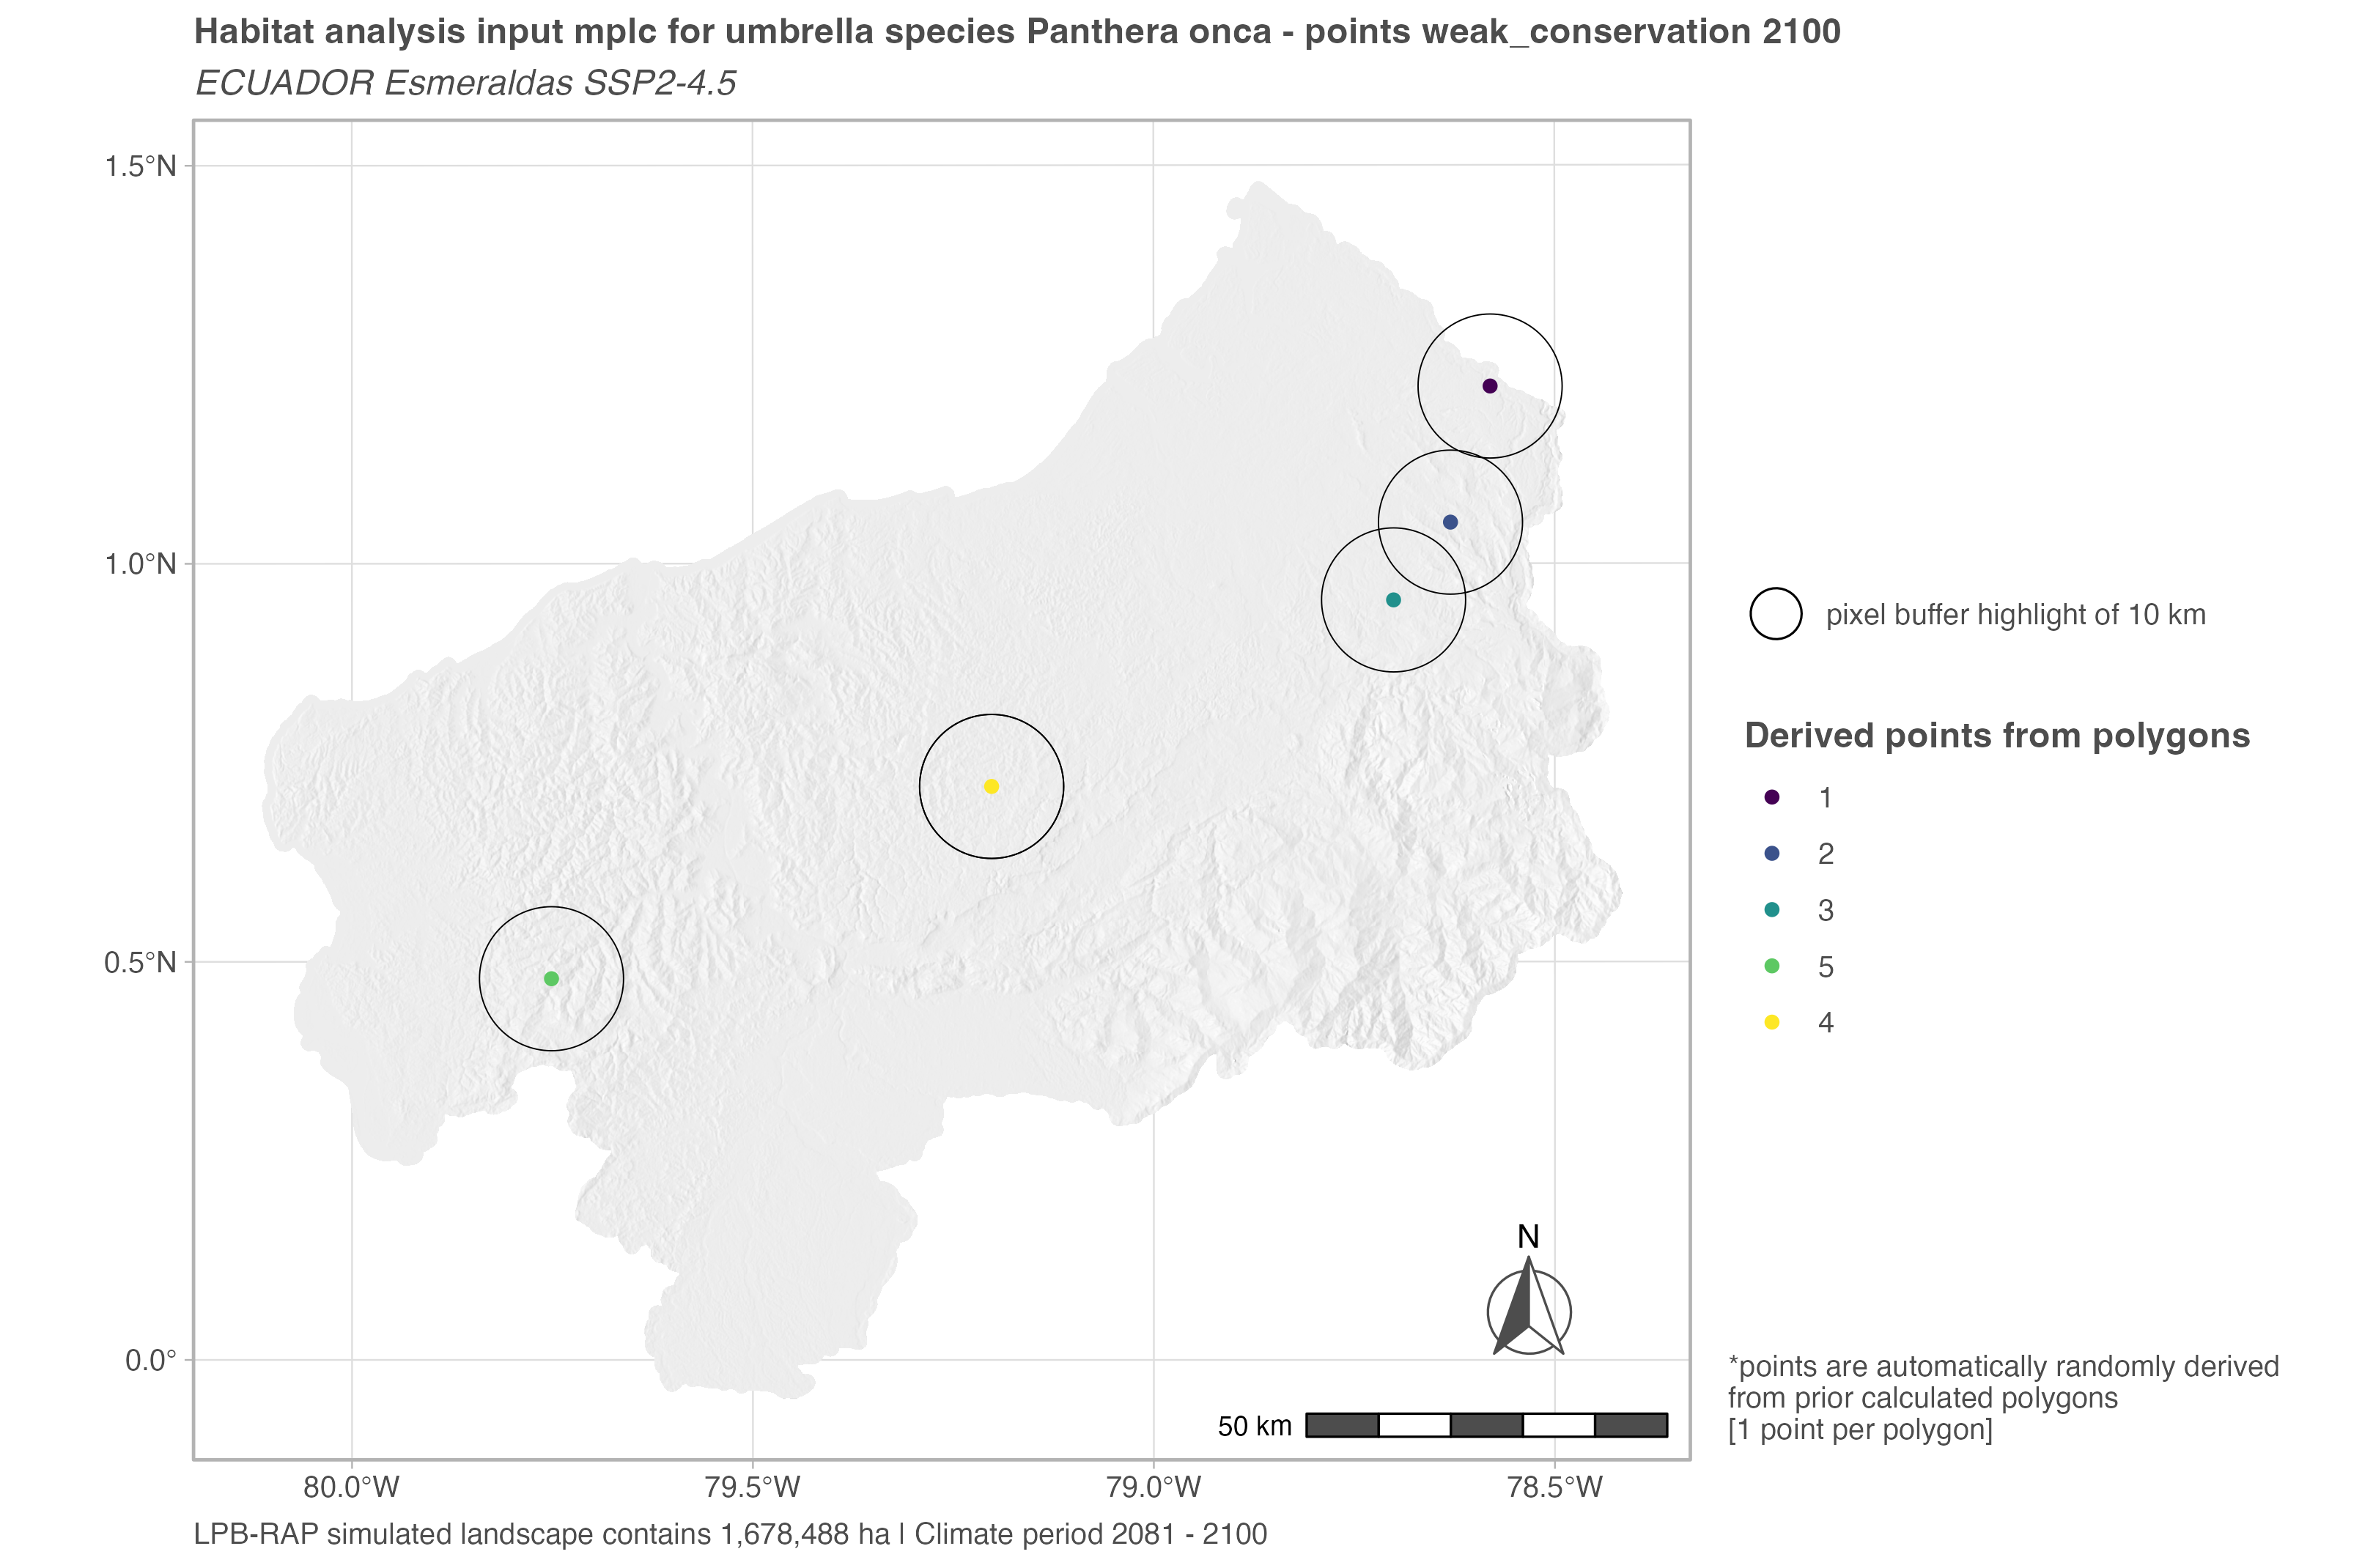 Habitat analysis input mplc for umbrella species Panthera onca - points weak_conservation 2100
ECUADOR Esmeraldas SSP2-4.5
1.5°N
1.0°N
0.5°N
0.0°
80.0°W
79.5°W
79.0°W
78.5°W
N
50 km
pixel buffer highlight of 10 km
Derived points from polygons
1
2
3
5
4
*points are automatically randomly derived
from prior calculated polygons
[1 point per polygon]
LPB-RAP simulated landscape contains 1,678,488 ha | Climate period 2081 - 2100